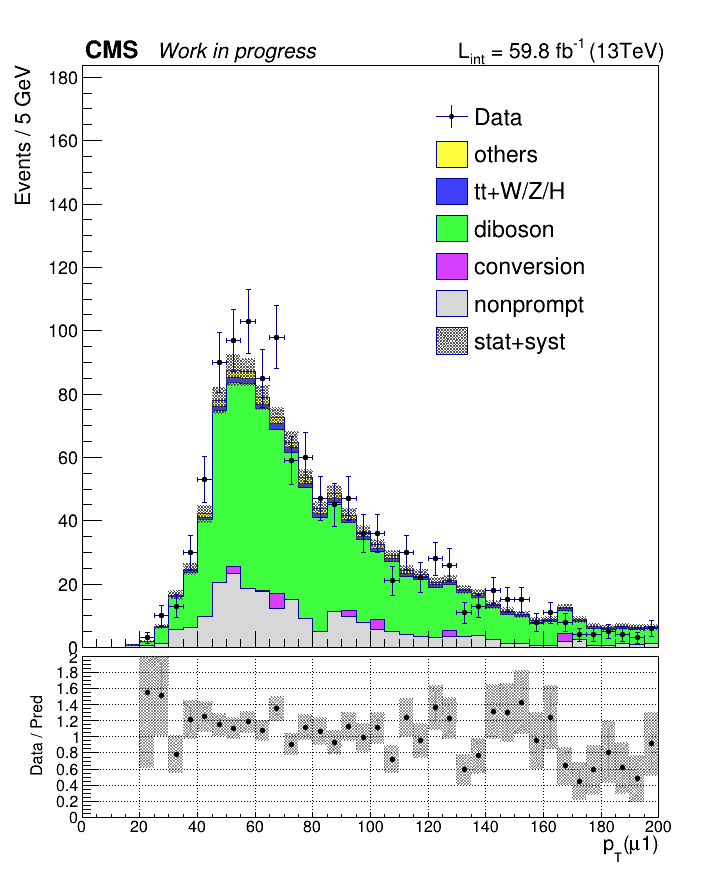 CMS Work in progress L_int = 59.8 fb^-1 (13TeV)
Events / 5 GeV
180
160
140
120
100
80
60
40
20
0
Data
others
tt+W/Z/H
diboson
conversion
nonprompt
stat+syst
Data / Pred
2
1.8
1.6
1.4
1.2
1
0.8
0.6
0.4
0.2
0
0 20 40 60 80 100 120 140 160 180 200
p_T(μ1)